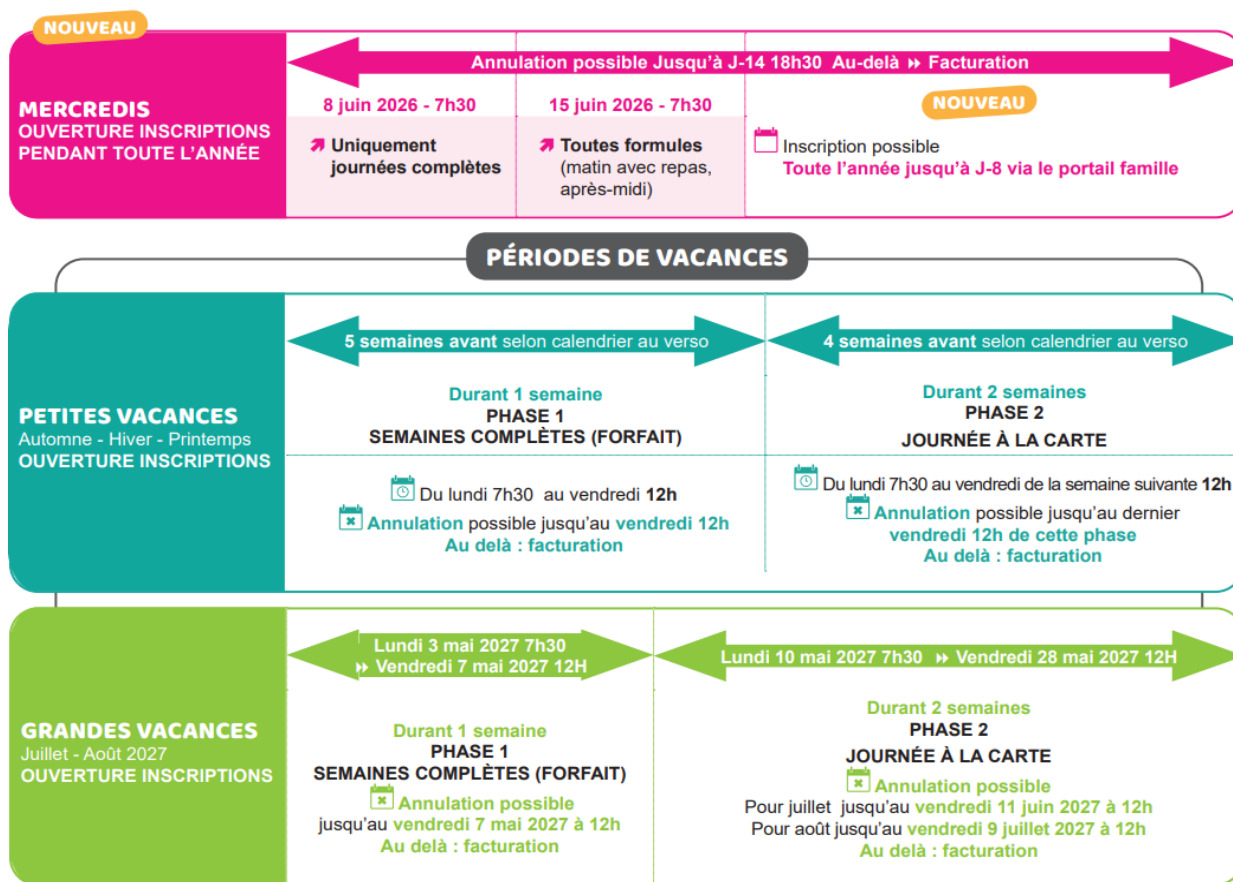 NOUVEAU
MERCREDIS
OUVERTURE INSCRIPTIONS
PENDANT TOUTE L'ANNÉE
Annulation possible Jusqu'à J-14 18h30 Au-delà ▸▸ Facturation
8 juin 2026 - 7h30
Uniquement
journées complètes
15 juin 2026 - 7h30
Toutes formules
(matin avec repas,
après-midi)
NOUVEAU
Inscription possible
Toute l'année jusqu'à J-8 via le portail famille
PÉRIODES DE VACANCES
PETITES VACANCES
Automne - Hiver - Printemps
OUVERTURE INSCRIPTIONS
5 semaines avant selon calendrier au verso
Durant 1 semaine
PHASE 1
SEMAINES COMPLÈTES (FORFAIT)
Du lundi 7h30 au vendredi 12h
Annulation possible jusqu'au vendredi 12h
Au delà : facturation
4 semaines avant selon calendrier au verso
Durant 2 semaines
PHASE 2
JOURNÉE À LA CARTE
Du lundi 7h30 au vendredi de la semaine suivante 12h
Annulation possible jusqu'au dernier
vendredi 12h de cette phase
Au delà : facturation
GRANDES VACANCES
Juillet - Août 2027
OUVERTURE INSCRIPTIONS
Lundi 3 mai 2027 7h30
▸▸ Vendredi 7 mai 2027 12H
Durant 1 semaine
PHASE 1
SEMAINES COMPLÈTES (FORFAIT)
Annulation possible
jusqu'au vendredi 7 mai 2027 à 12h
Au delà : facturation
Lundi 10 mai 2027 7h30 ▸▸ Vendredi 28 mai 2027 12H
Durant 2 semaines
PHASE 2
JOURNÉE À LA CARTE
Annulation possible
Pour juillet jusqu'au vendredi 11 juin 2027 à 12h
Pour août jusqu'au vendredi 9 juillet 2027 à 12h
Au delà : facturation